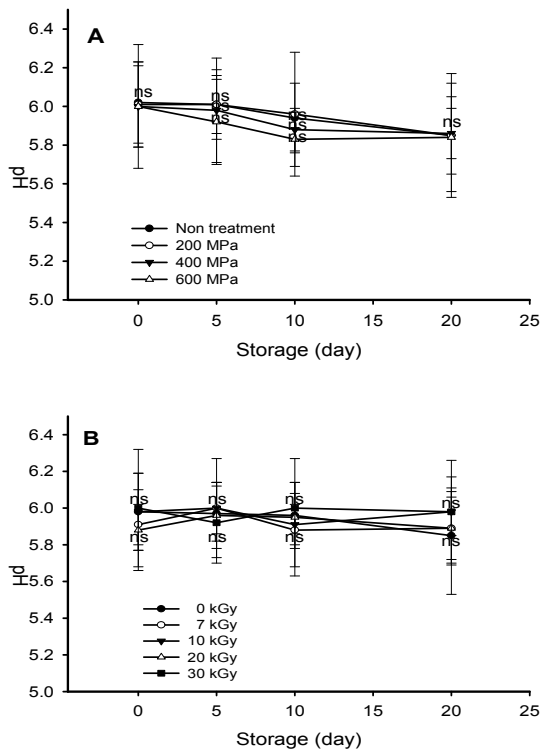 A
6.4
6.2
6.0
5.8
5.6
5.4
5.2
5.0
pH
ns
ns
ns
ns
ns
ns
ns
ns
Non treatment
200 MPa
400 MPa
600 MPa
0 5 10 15 20 25
Storage (day)
B
6.4
6.2
6.0
5.8
5.6
5.4
5.2
5.0
pH
ns ns ns ns
ns ns ns ns
0 kGy
7 kGy
10 kGy
20 kGy
30 kGy
0 5 10 15 20 25
Storage (day)